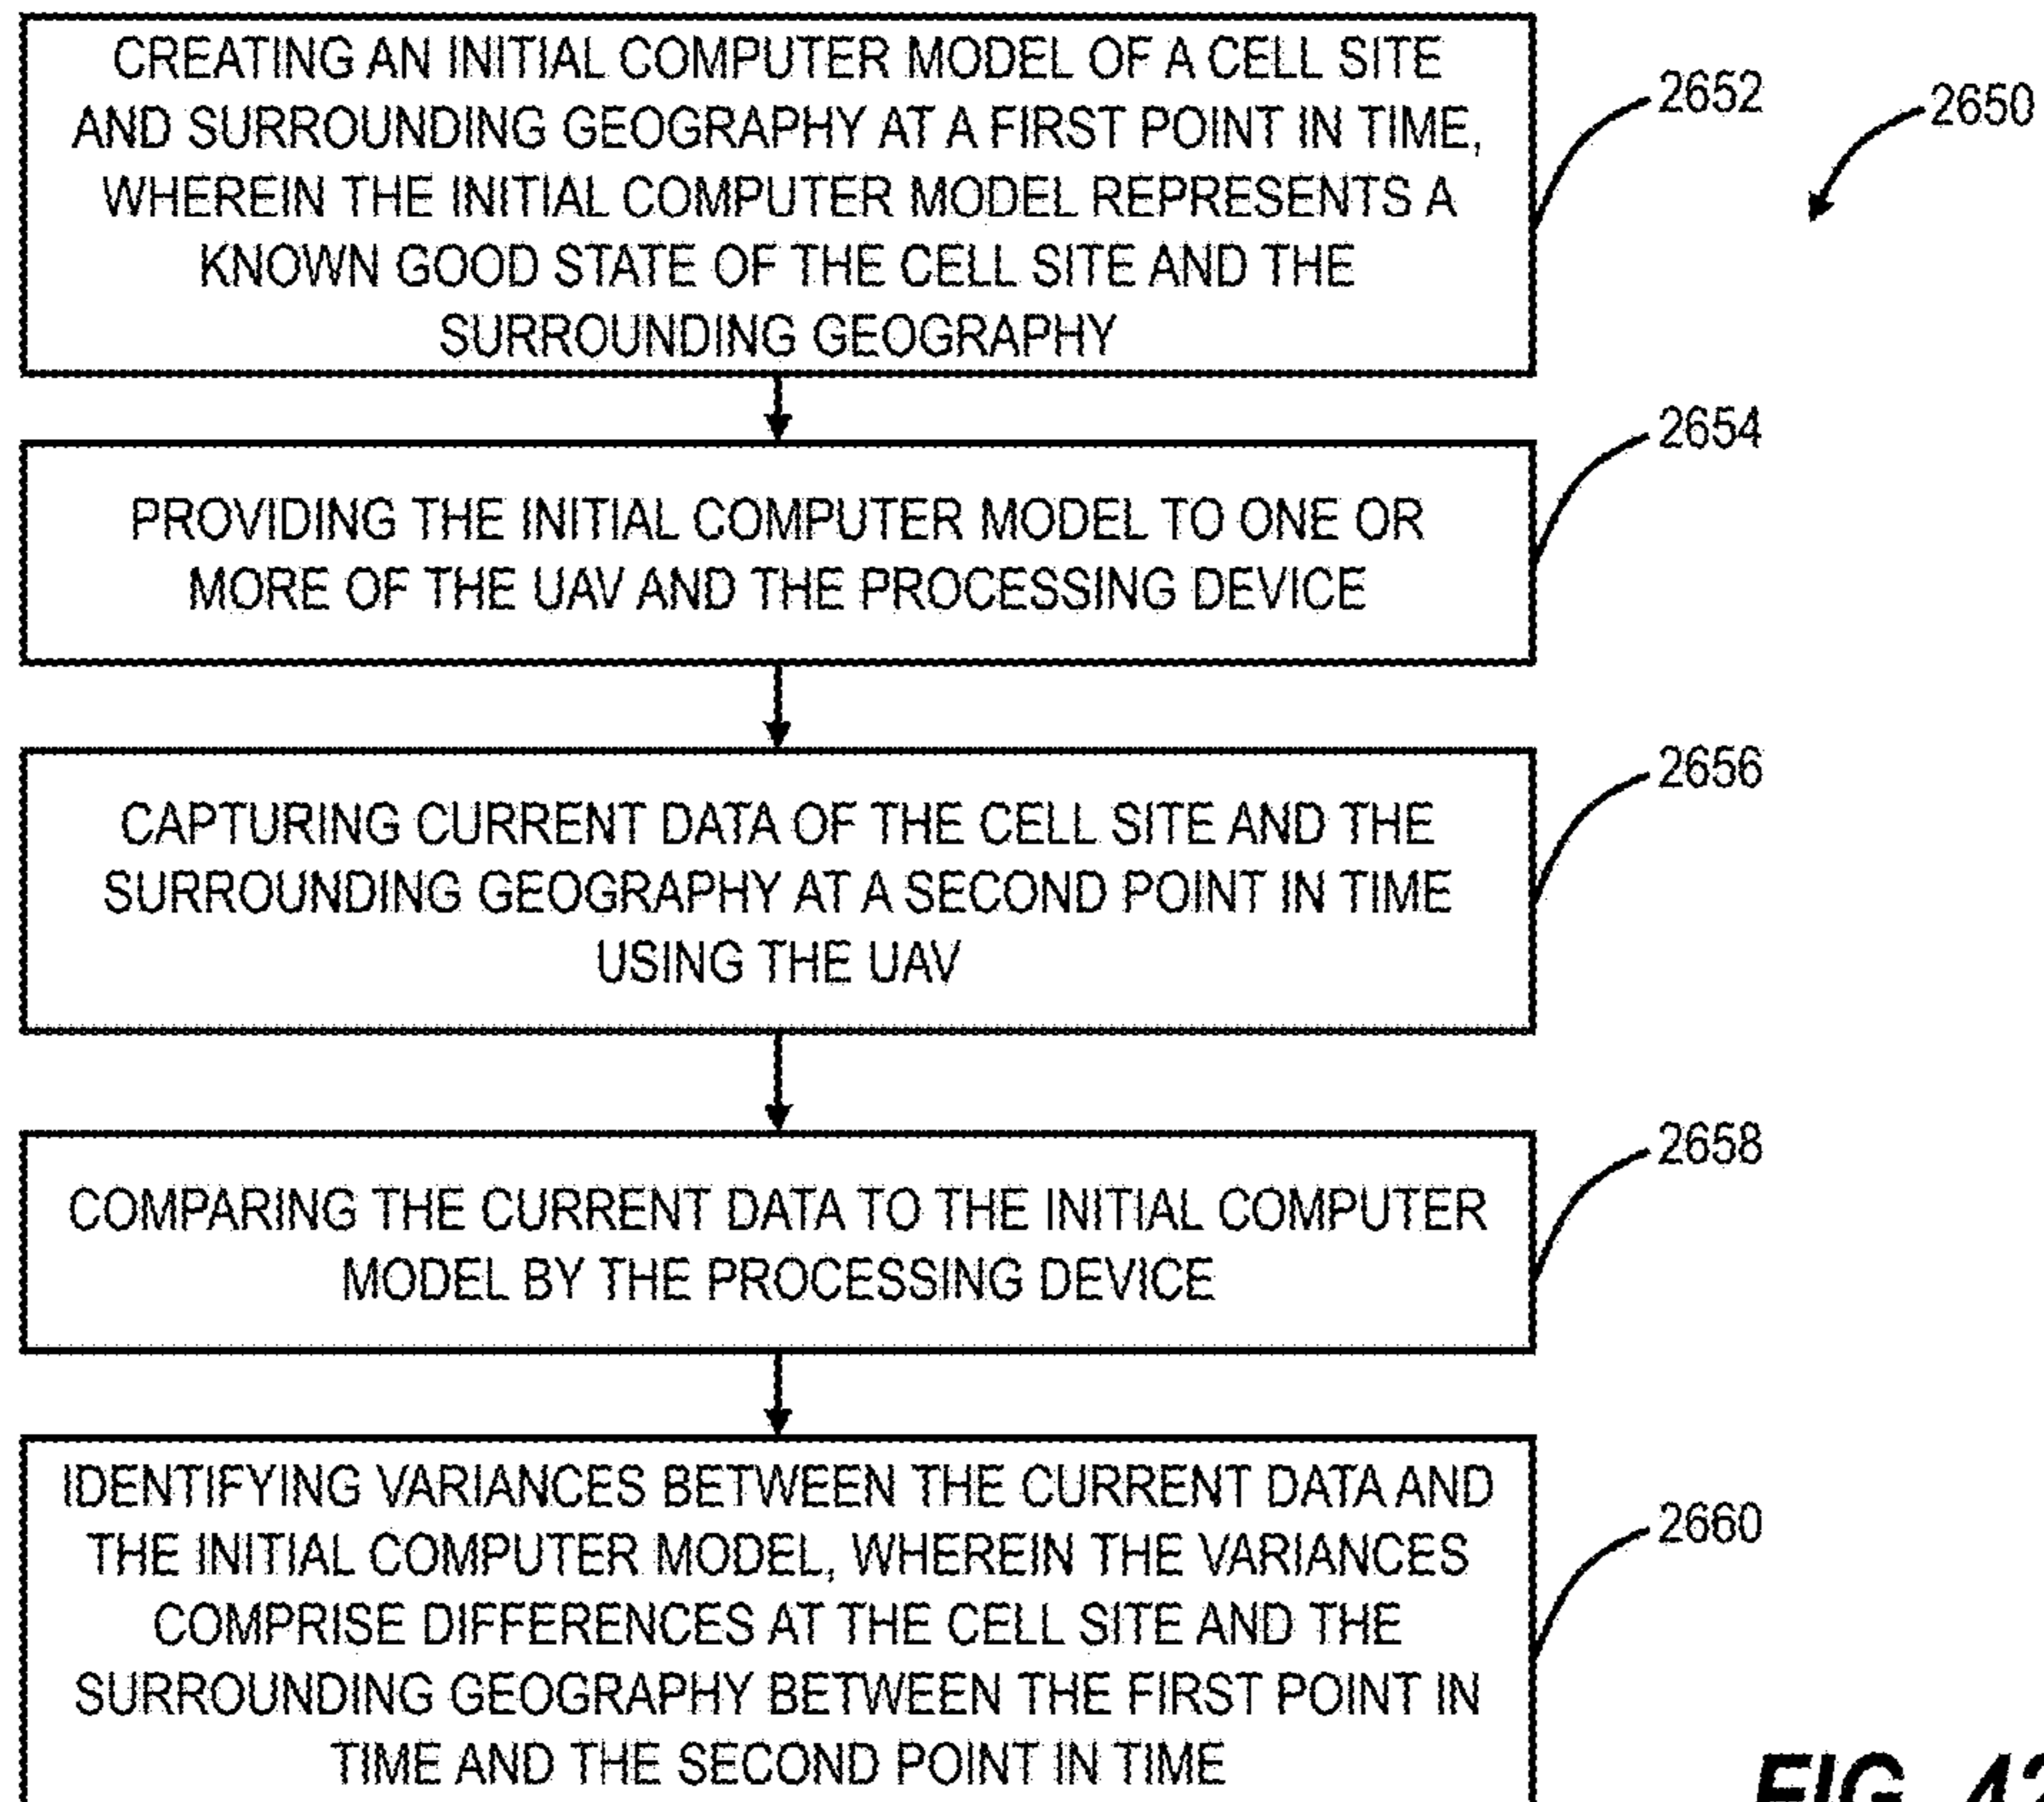 CREATING AN INITIAL COMPUTER MODEL OF A CELL SITE
AND SURROUNDING GEOGRAPHY AT A FIRST POINT IN TIME,
WHEREIN THE INITIAL COMPUTER MODEL REPRESENTS A
KNOWN GOOD STATE OF THE CELL SITE AND THE
SURROUNDING GEOGRAPHY
2652
2650
PROVIDING THE INITIAL COMPUTER MODEL TO ONE OR
MORE OF THE UAV AND THE PROCESSING DEVICE
2654
CAPTURING CURRENT DATA OF THE CELL SITE AND THE
SURROUNDING GEOGRAPHY AT A SECOND POINT IN TIME
USING THE UAV
2656
COMPARING THE CURRENT DATA TO THE INITIAL COMPUTER
MODEL BY THE PROCESSING DEVICE
2658
IDENTIFYING VARIANCES BETWEEN THE CURRENT DATA AND
THE INITIAL COMPUTER MODEL, WHEREIN THE VARIANCES
COMPRISE DIFFERENCES AT THE CELL SITE AND THE
SURROUNDING GEOGRAPHY BETWEEN THE FIRST POINT IN
TIME AND THE SECOND POINT IN TIME
2660
FIG.